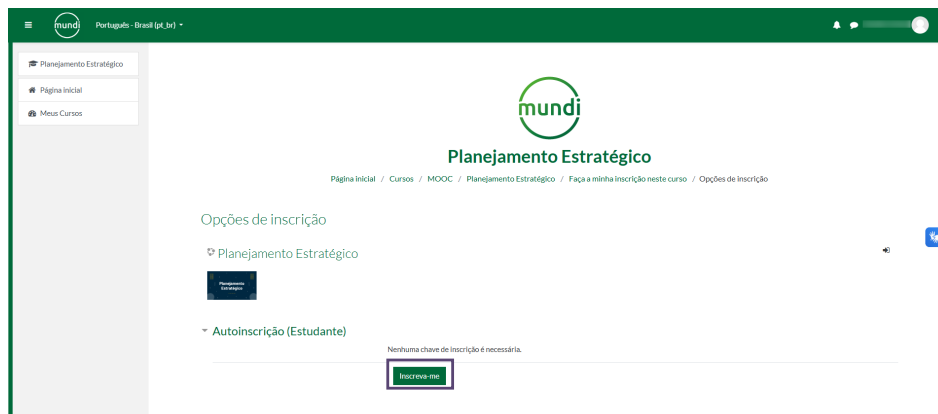 mundi
Português - Brasil (pt_br)
Planejamento Estratégico
Página inicial
Meus Cursos
mundi
Planejamento Estratégico
Página inicial / Cursos / MOOC / Planejamento Estratégico / Faça a minha inscrição neste curso / Opções de inscrição
Opções de inscrição
Planejamento Estratégico
Planejamento
Estratégico
Autoinscrição (Estudante)
Nenhuma chave de inscrição é necessária.
Inscreva-me